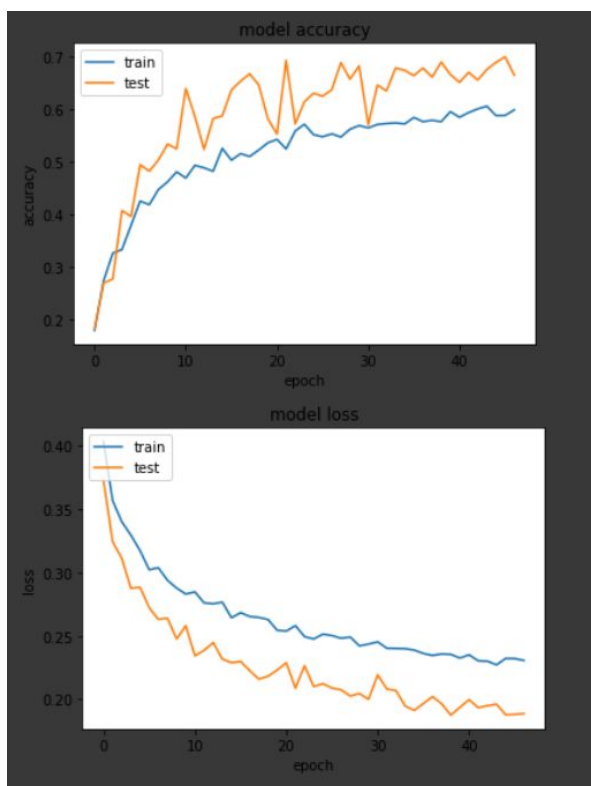 model accuracy
0.7
0.6
0.5
0.4
0.3
0.2
accuracy
train
test
0 10 20 30 40
epoch
model loss
0.40
0.35
0.30
0.25
0.20
loss
train
test
0 10 20 30 40
epoch